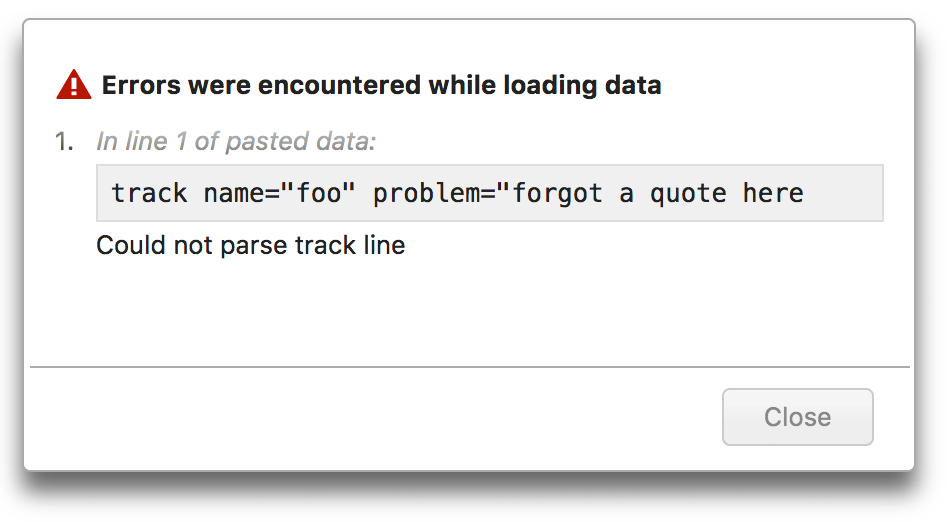 Errors were encountered while loading data
1. In line 1 of pasted data:
track name="foo" problem="forgot a quote here
Could not parse track line
Close